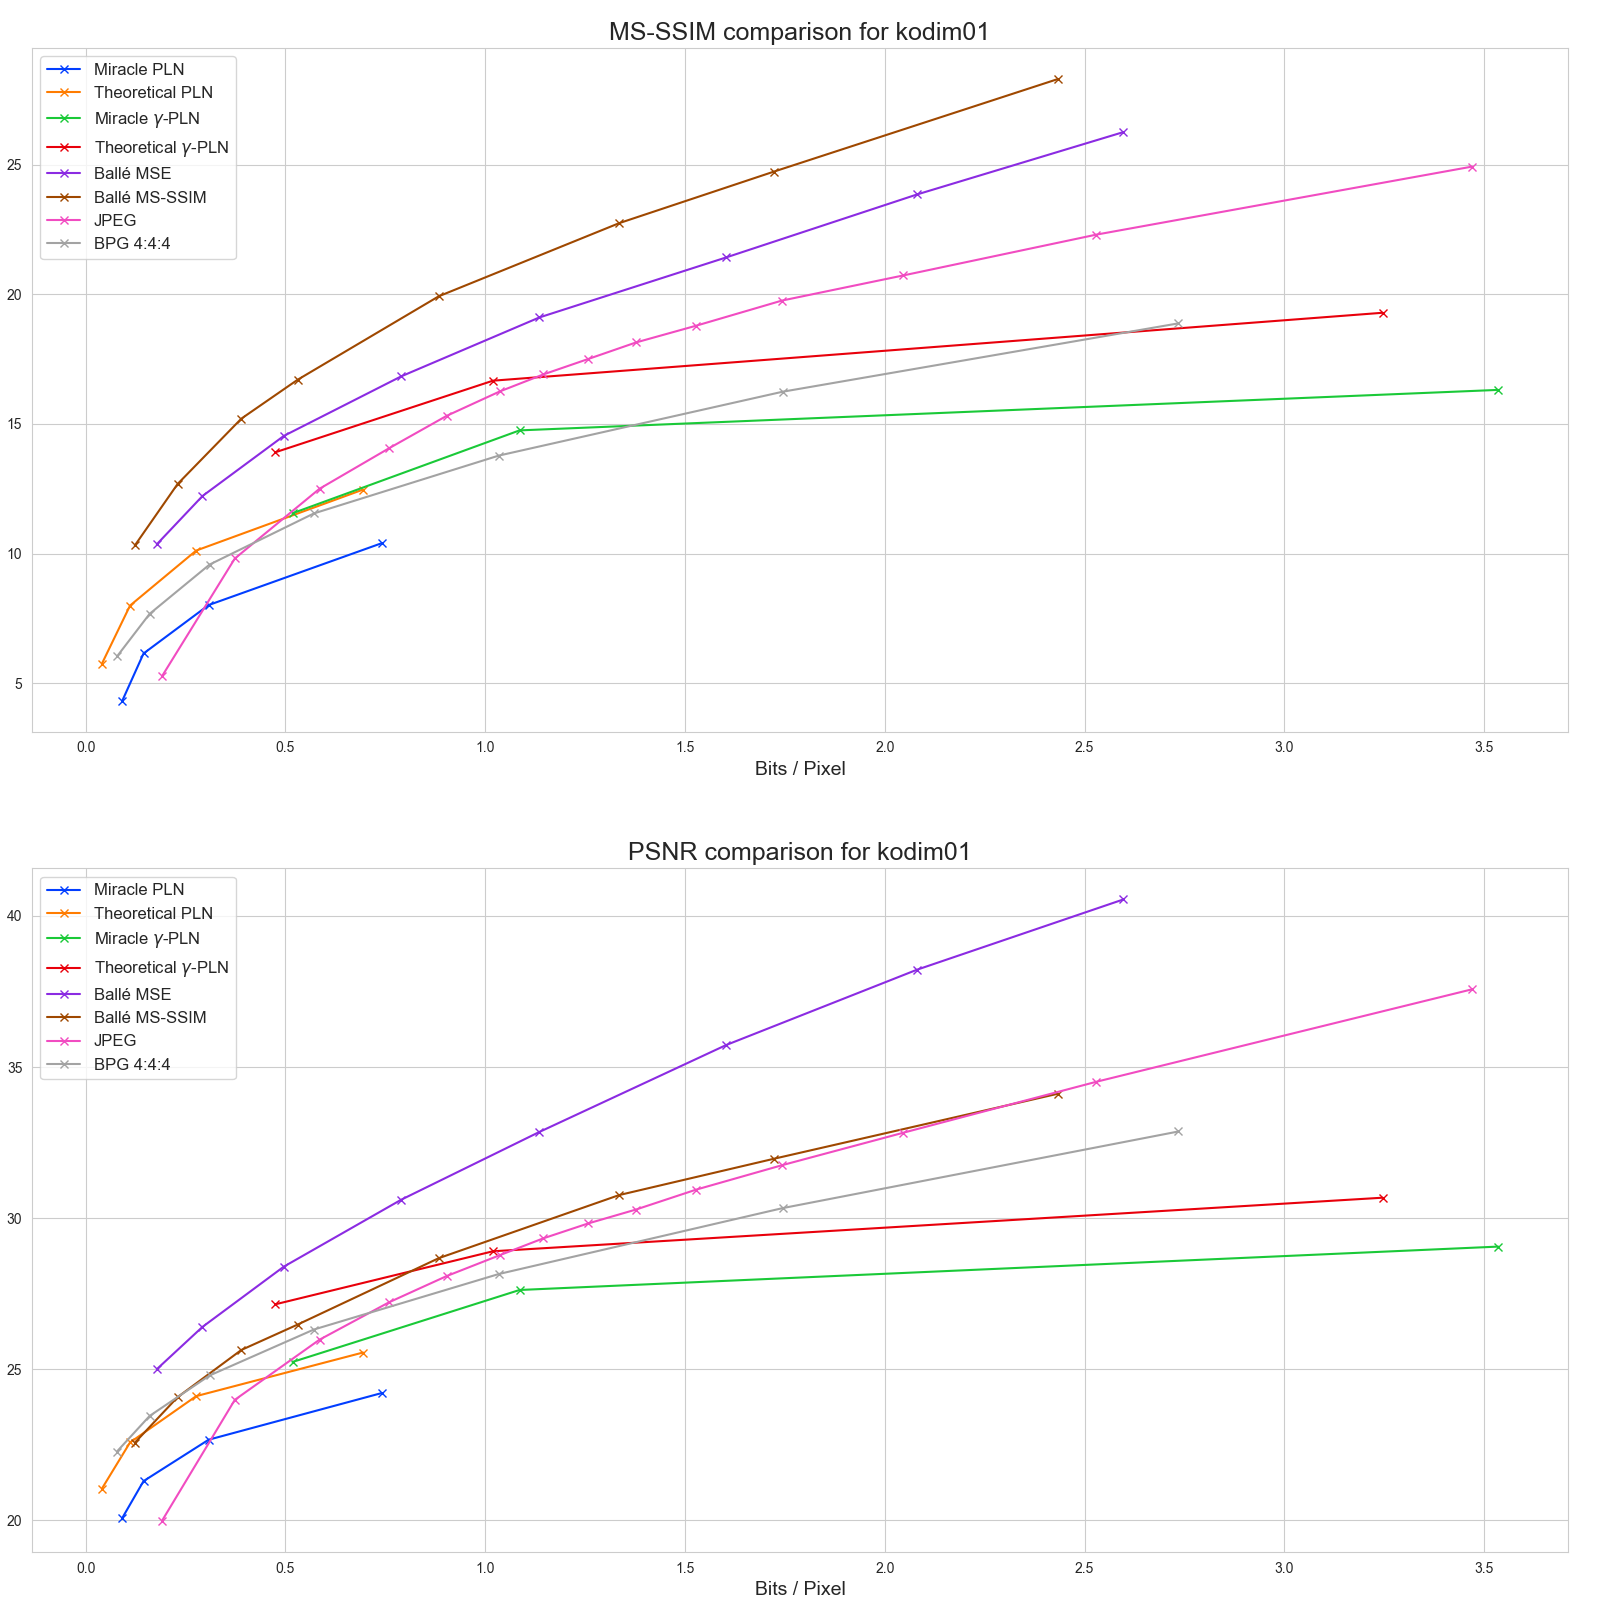 MS-SSIM comparison for kodim01
Miracle PLN
Theoretical PLN
Miracle γ-PLN
Theoretical γ-PLN
Ballé MSE
Ballé MS-SSIM
JPEG
BPG 4:4:4
25
20
15
10
5
0.0 0.5 1.0 1.5 2.0 2.5 3.0 3.5
Bits / Pixel
PSNR comparison for kodim01
Miracle PLN
Theoretical PLN
Miracle γ-PLN
Theoretical γ-PLN
Ballé MSE
Ballé MS-SSIM
JPEG
BPG 4:4:4
40
35
30
25
20
0.0 0.5 1.0 1.5 2.0 2.5 3.0 3.5
Bits / Pixel